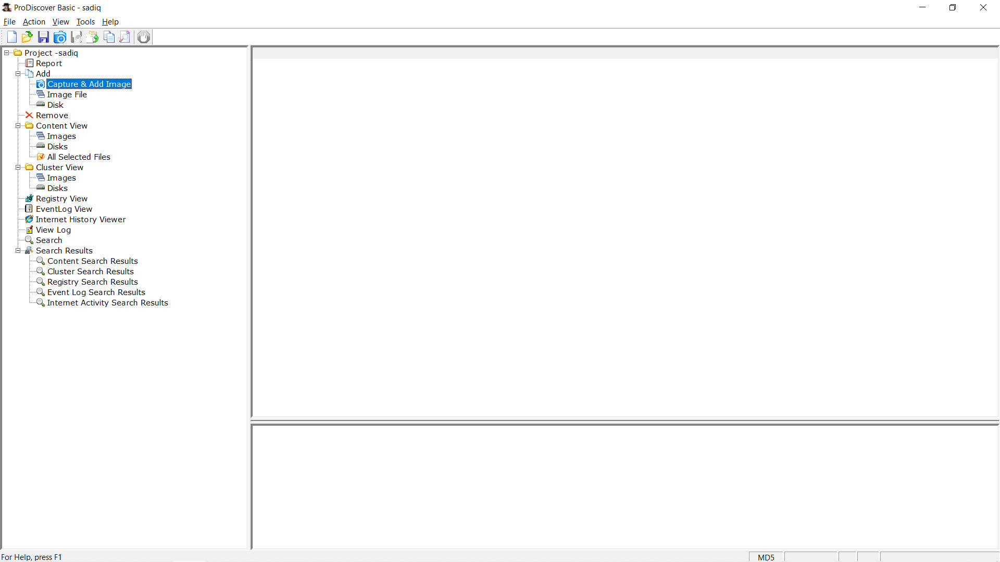 ProDiscover Basic - sadiq
File Action View Tools Help
Project -sadiq
Report
Add
Capture & Add Image
Image File
Disk
Remove
Content View
Images
Disks
All Selected Files
Cluster View
Images
Disks
Registry View
EventLog View
Internet History Viewer
View Log
Search
Search Results
Content Search Results
Cluster Search Results
Registry Search Results
Event Log Search Results
Internet Activity Search Results
For Help, press F1
MD5